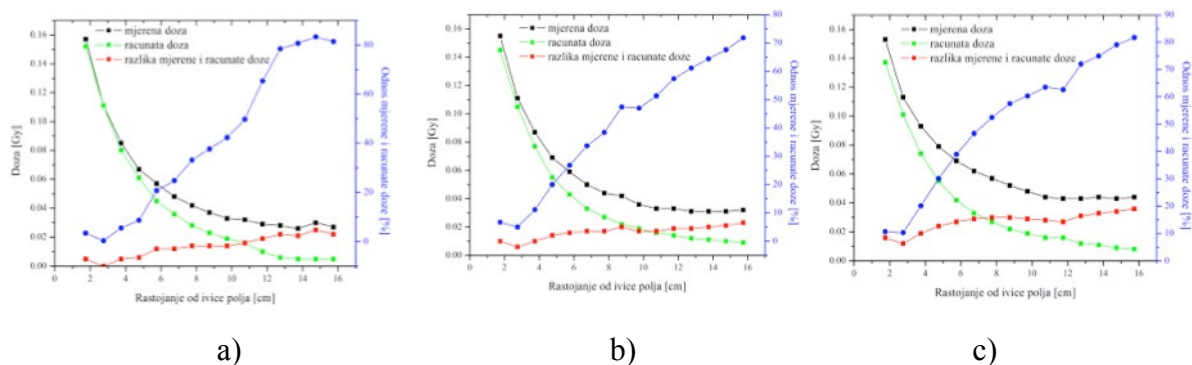 mjerena doza
racunata doza
razlika mjerene i racunate doze
Doza [Gy]
0.16
0.14
0.12
0.10
0.08
0.06
0.04
0.02
0.00
80
60
40
20
0
Odnos mjerene i racunate doze [%]
0 2 4 6 8 10 12 14 16
Rastojanje od ivice polja [cm]
a)
mjerena doza
racunata doza
razlika mjerene i racunate doze
Doza [Gy]
0.16
0.14
0.12
0.10
0.08
0.06
0.04
0.02
0.00
80
70
60
50
40
30
20
10
0
Odnos mjerene i racunate doze [%]
0 2 4 6 8 10 12 14 16
Rastojanje od ivice polja [cm]
b)
mjerena doza
racunata doza
razlika mjerene i racunate doze
Doza [Gy]
0.16
0.14
0.12
0.10
0.08
0.06
0.04
0.02
0.00
90
80
70
60
50
40
30
20
10
0
Odnos mjerene i racunate doze [%]
0 2 4 6 8 10 12 14 16
Rastojanje od ivice polja [cm]
c)